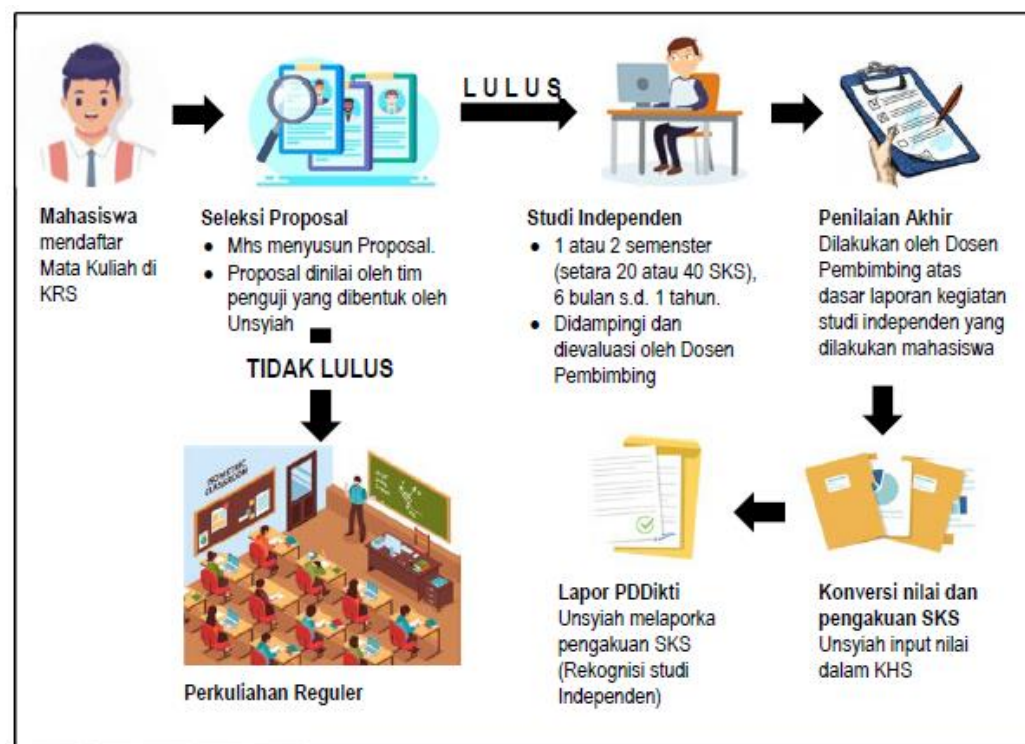 LULUS
Mahasiswa
mendaftar
Mata Kuliah di
KRS
Seleksi Proposal
● Mhs menyusun Proposal.
● Proposal dinilai oleh tim
penguji yang dibentuk oleh
Unsyiah
TIDAK LULUS
Studi Independen
● 1 atau 2 semenster
(setara 20 atau 40 SKS),
6 bulan s.d. 1 tahun.
● Didampingi dan
dievaluasi oleh Dosen
Pembimbing
Penilaian Akhir
Dilakukan oleh Dosen
Pembimbing atas
dasar laporan kegiatan
studi independen yang
dilakukan mahasiswa
ISOMETRIC
CLASSROOM
Perkuliahan Reguler
Lapor PDDikti
Unsyiah melaporka
pengakuan SKS
(Rekognisi studi
Independen)
Konversi nilai dan
pengakuan SKS
Unsyiah input nilai
dalam KHS